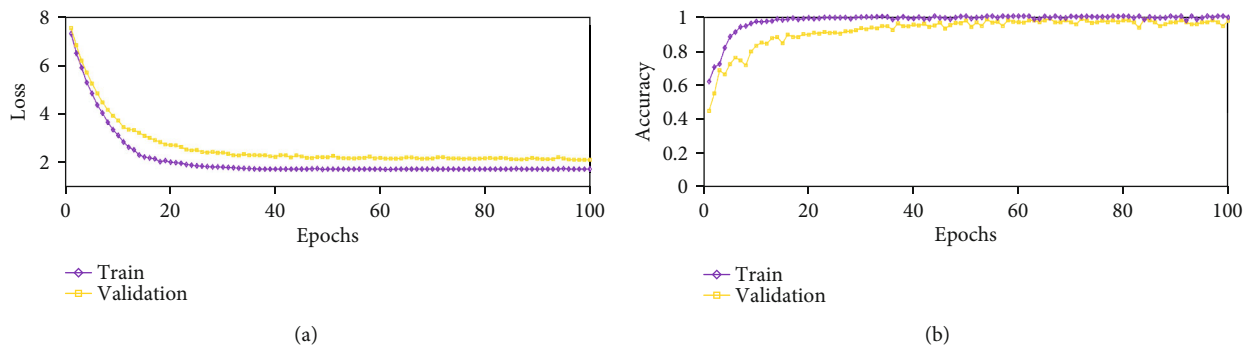 8
6
4
2
Loss
0 20 40 60 80 100
Epochs
Train
Validation
(a)
1
0.8
0.6
0.4
0.2
0
Accuracy
0 20 40 60 80 100
Epochs
Train
Validation
(b)